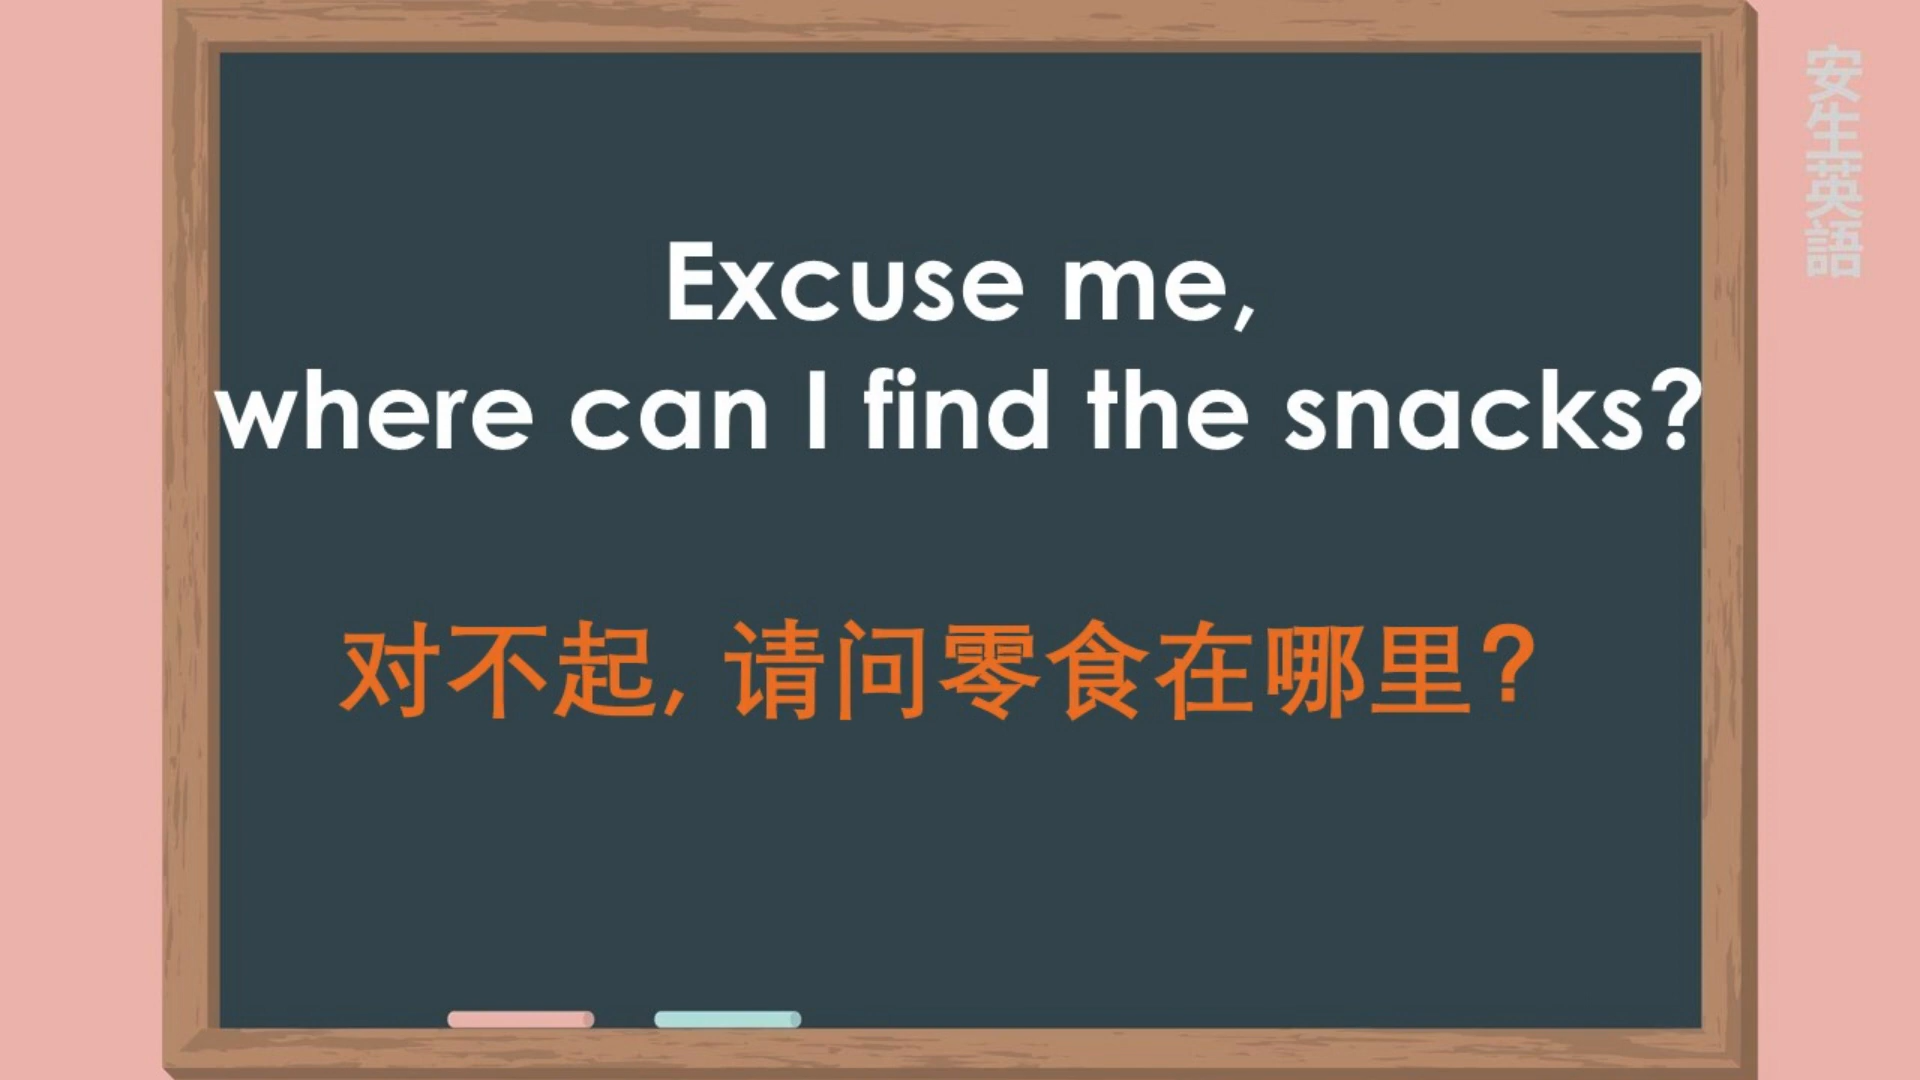 Excuse me,
where can I find the snacks?
对不起, 请问零食在哪里?
安生英語